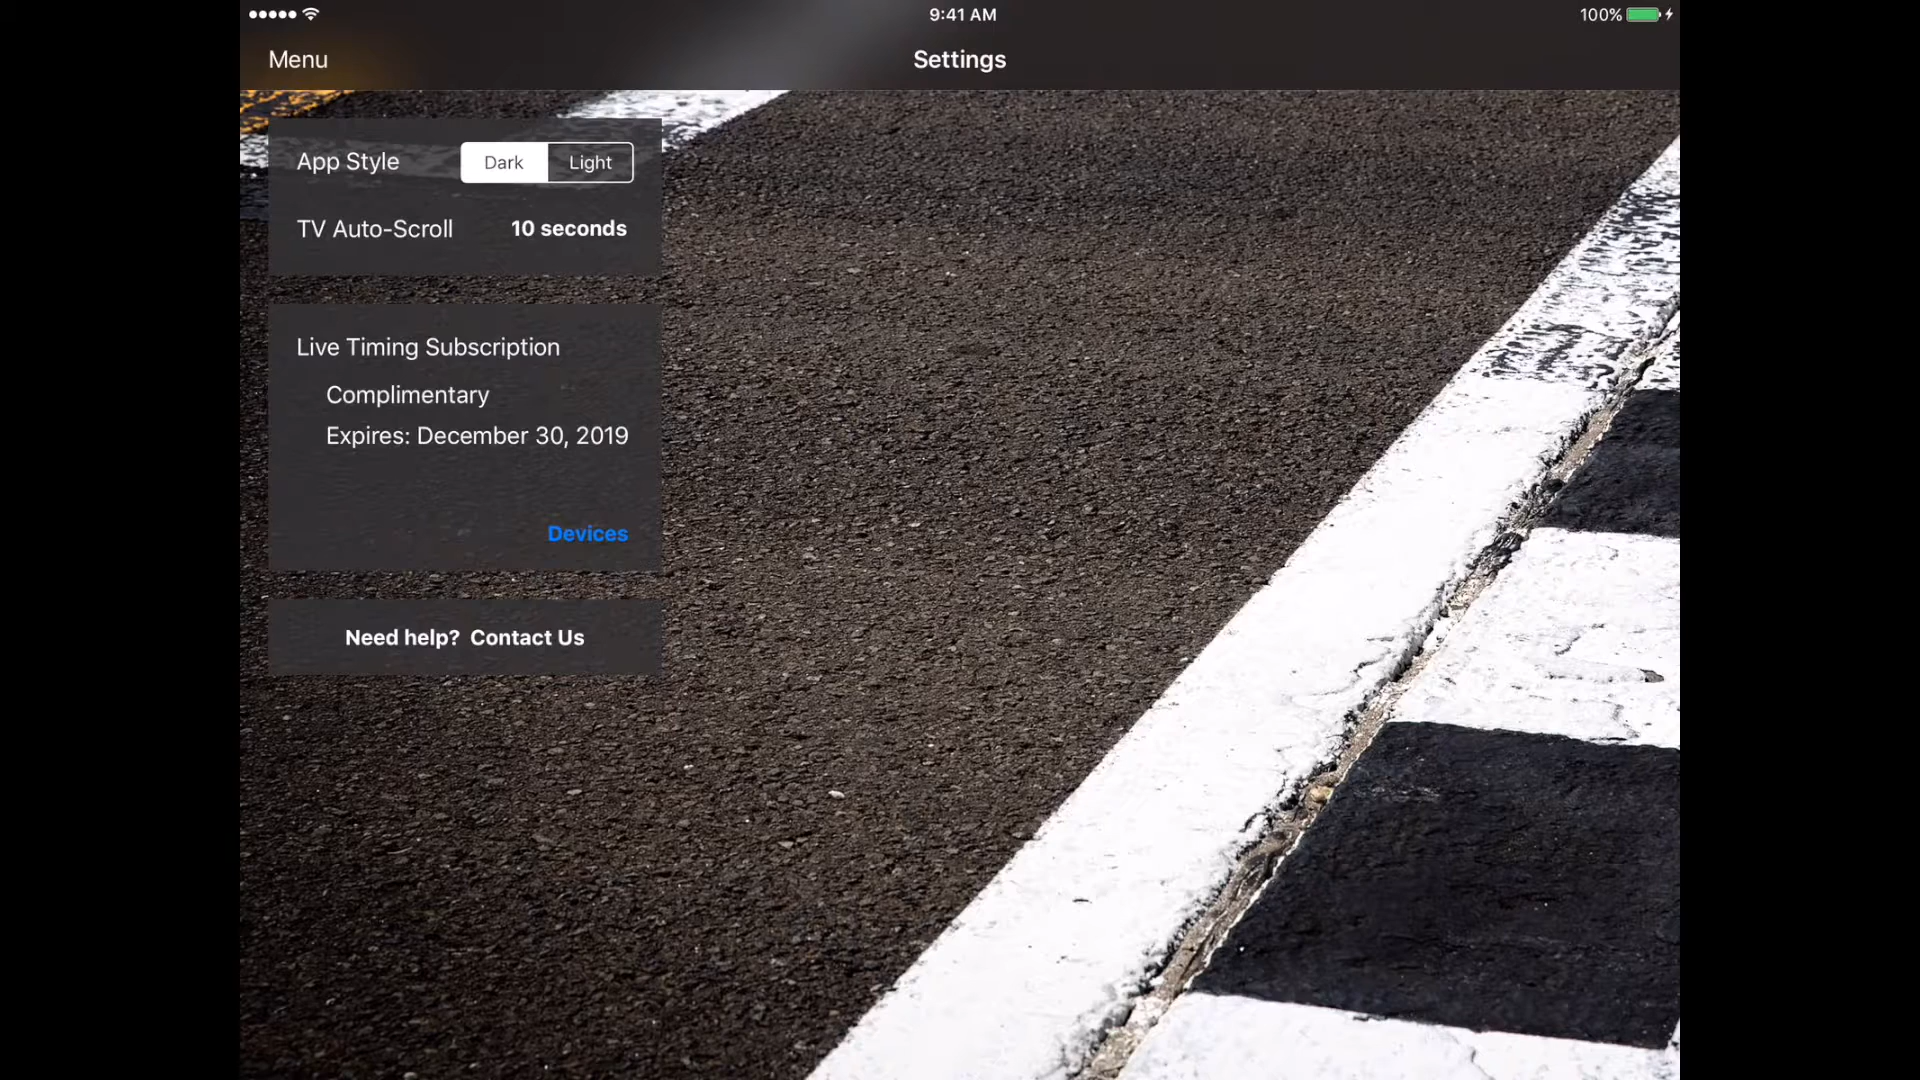 9:41 AM
100%
Menu
Settings
App Style
Dark
Light
TV Auto-Scroll
10 seconds
Live Timing Subscription
Complimentary
Expires: December 30, 2019
Devices
Need help? Contact Us